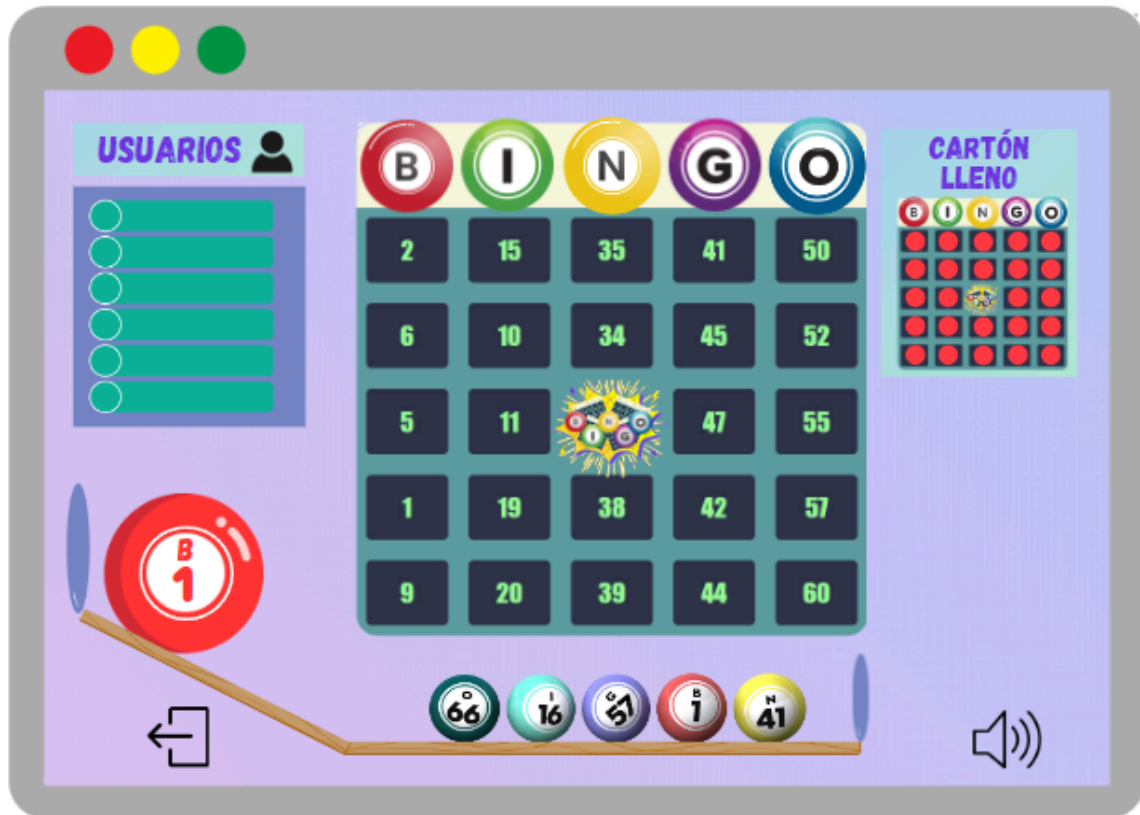 USUARIOS
B I N G O
2 15 35 41 50
6 10 34 45 52
5 11 47 55
1 19 38 42 57
9 20 39 44 60
B I N G O
CARTÓN
LLENO
B I N G O
B
1
O
66
I
16
G
57
B
1
N
41